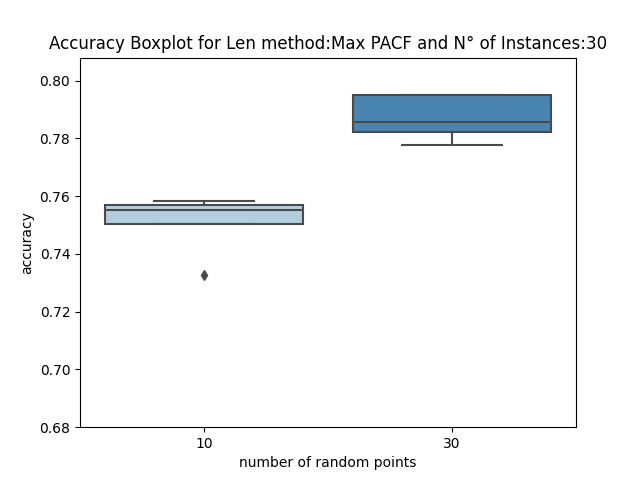 Accuracy Boxplot for Len method:Max PACF and N° of Instances:30
accuracy
0.80
0.78
0.76
0.74
0.72
0.70
0.68
10 30
number of random points